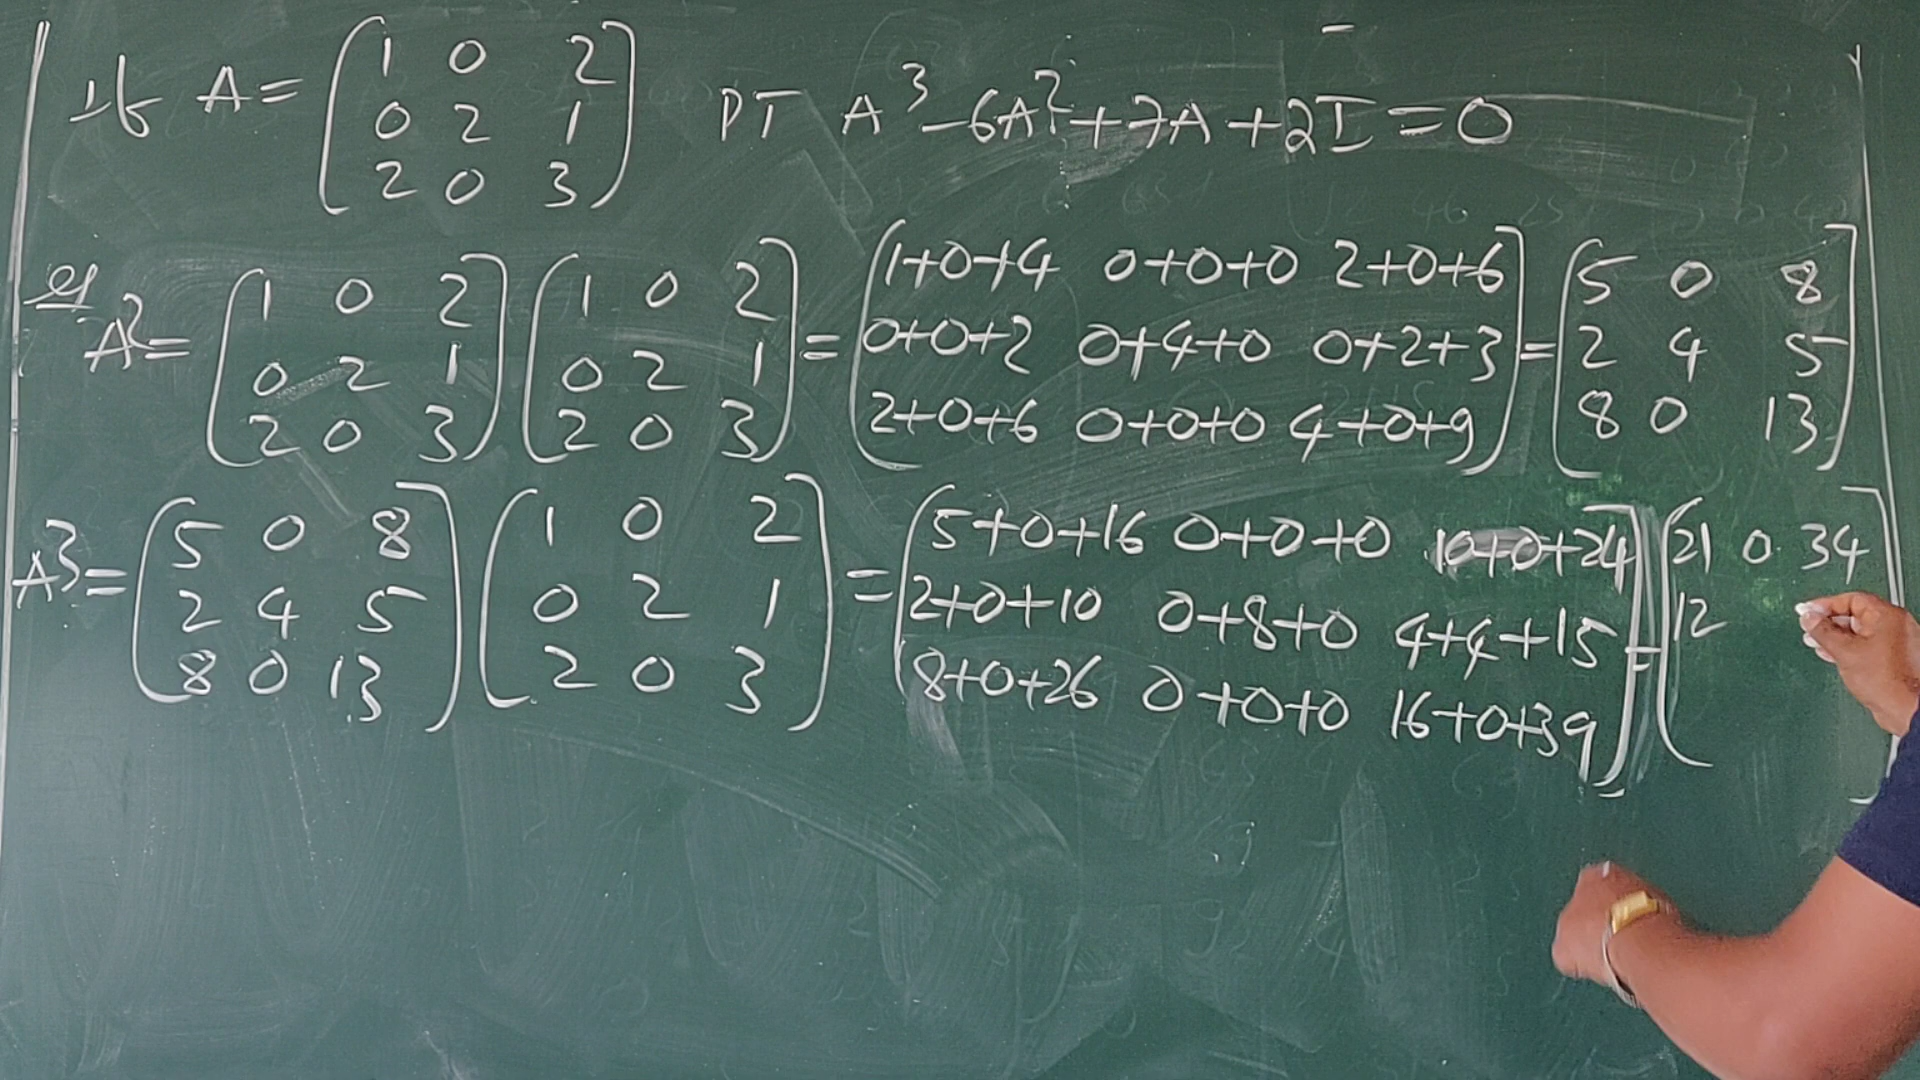 If A = [1 0 2
0 2 1
2 0 3] PT A³ - 6A² + 7A + 2I = 0
A² = [1 0 2 [1 0 2 = [1+0+4 0+0+0 2+0+6 = [5 0 8
0 2 1 0 2 1 0+0+2 0+4+0 0+2+3 2 4 5
2 0 3] 2 0 3] 2+0+6 0+0+0 4+0+9] 8 0 13]
A³ = [5 0 8 [1 0 2 = [5+0+16 0+0+0 10+0+24 = [21 0 34
2 4 5 0 2 1 2+0+10 0+8+0 4+4+15 12
8 0 13] 2 0 3] 8+0+26 0+0+0 16+0+39] ]